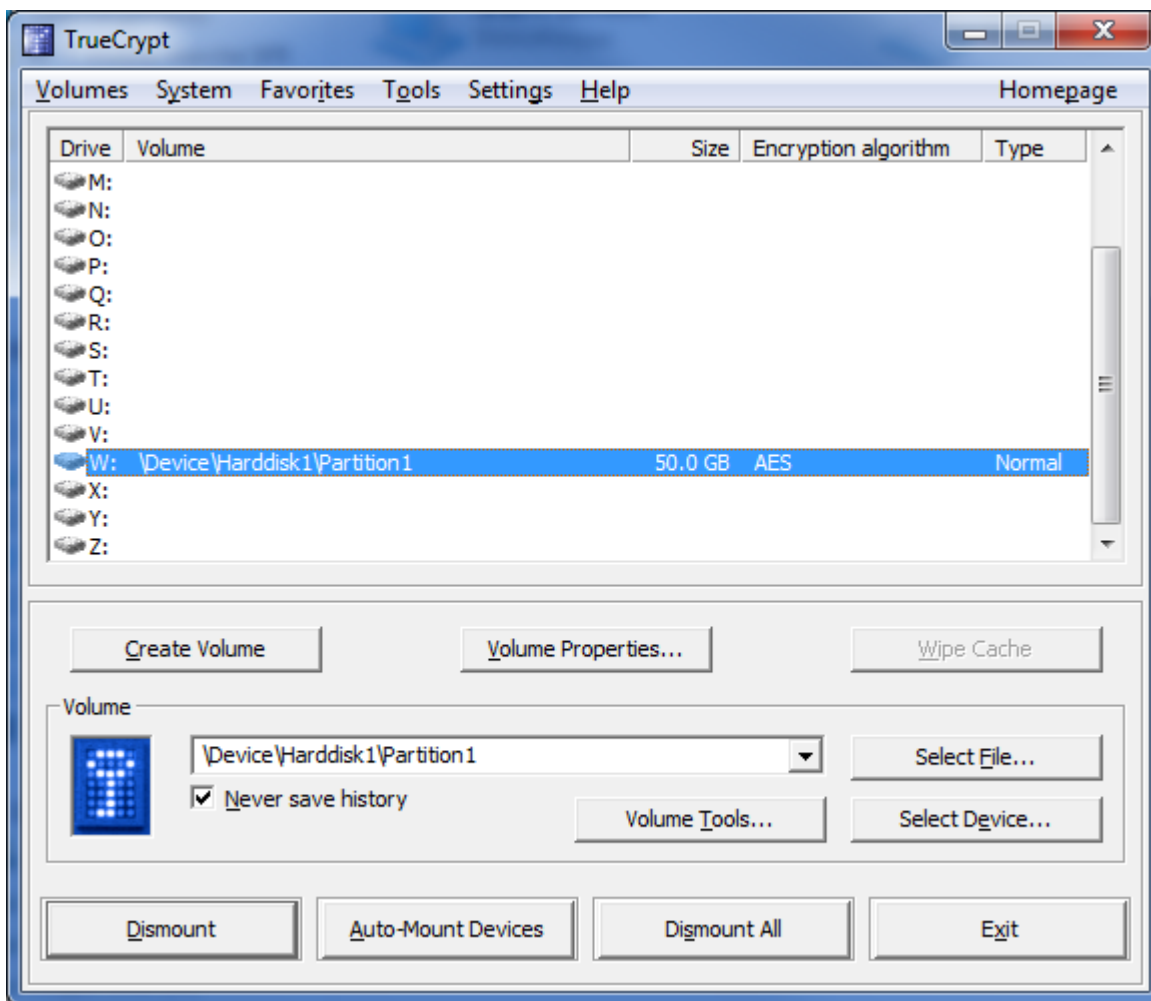 TrueCrypt
Volumes System Favorites Tools Settings Help Homepage
Drive Volume Size Encryption algorithm Type
M:
N:
O:
P:
Q:
R:
S:
T:
U:
V:
W: \Device\Harddisk1\Partition1 50.0 GB AES Normal
X:
Y:
Z:
Create Volume Volume Properties... Wipe Cache
Volume
\Device\Harddisk1\Partition1 Select File...
Never save history
Volume Tools... Select Device...
Dismount Auto-Mount Devices Dismount All Exit